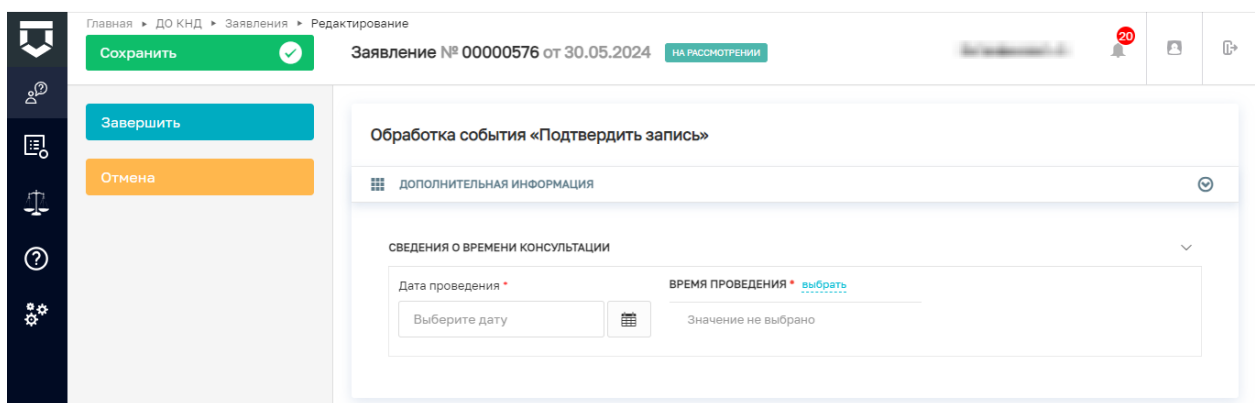 Главная ▸ ДО КНД ▸ Заявления ▸ Редактирование
Сохранить
Заявление № 00000576 от 30.05.2024 НА РАССМОТРЕНИИ
20
Завершить
Отмена
Обработка события «Подтвердить запись»
ДОПОЛНИТЕЛЬНАЯ ИНФОРМАЦИЯ
СВЕДЕНИЯ О ВРЕМЕНИ КОНСУЛЬТАЦИИ
Дата проведения *
Выберите дату
ВРЕМЯ ПРОВЕДЕНИЯ * выбрать
Значение не выбрано